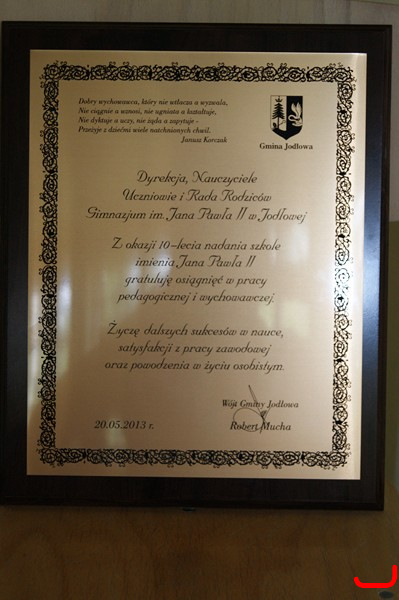 Dobry wychowawca, który nie wtłacza a wyzwala,
Nie ciągnie a wznosi, nie ugniata a kształtuje,
Nie dyktuje a uczy, nie żąda a zapytuje -
Przeżyje z dziećmi wiele natchnionych chwil.
Janusz Korczak
Gmina Jodłowa
Dyrekcja, Nauczyciele
Uczniowie i Rada Rodziców
Gimnazjum im. Jana Pawła II w Jodłowej
Z okazji 10-lecia nadania szkole
imienia Jana Pawła II
gratuluję osiągnięć w pracy
pedagogicznej i wychowawczej.
Życzę dalszych sukcesów w nauce,
satysfakcji z pracy zawodowej
oraz powodzenia w życiu osobistym.
Wójt Gminy Jodłowa
20.05.2013 r.
Robert Mucha